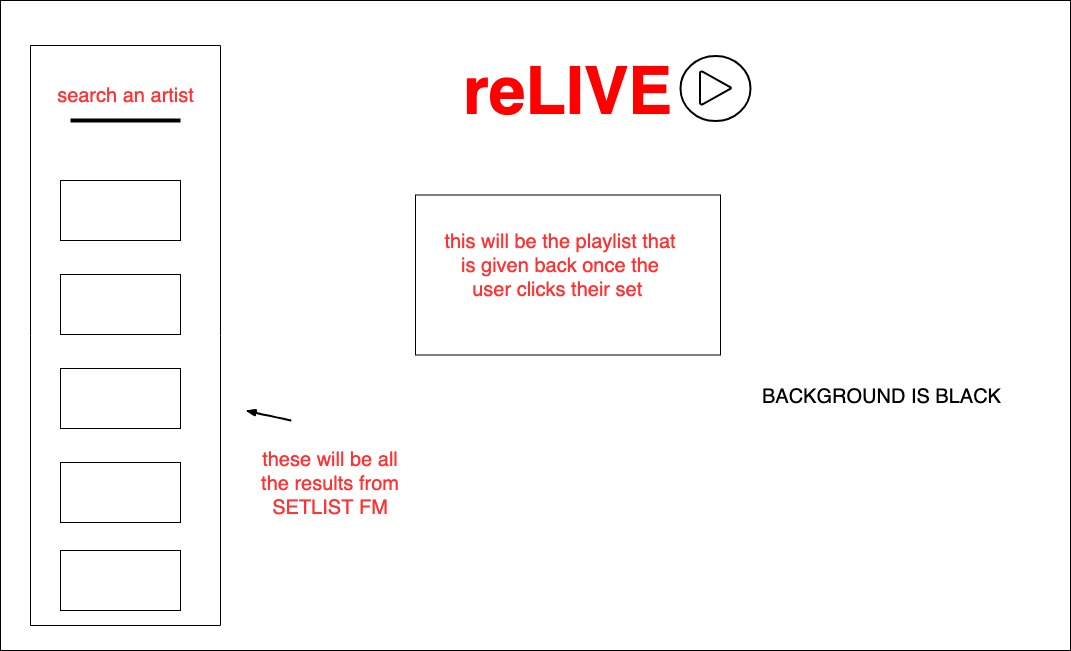 search an artist
reLIVE
this will be the playlist that
is given back once the
user clicks their set
BACKGROUND IS BLACK
these will be all
the results from
SETLIST FM